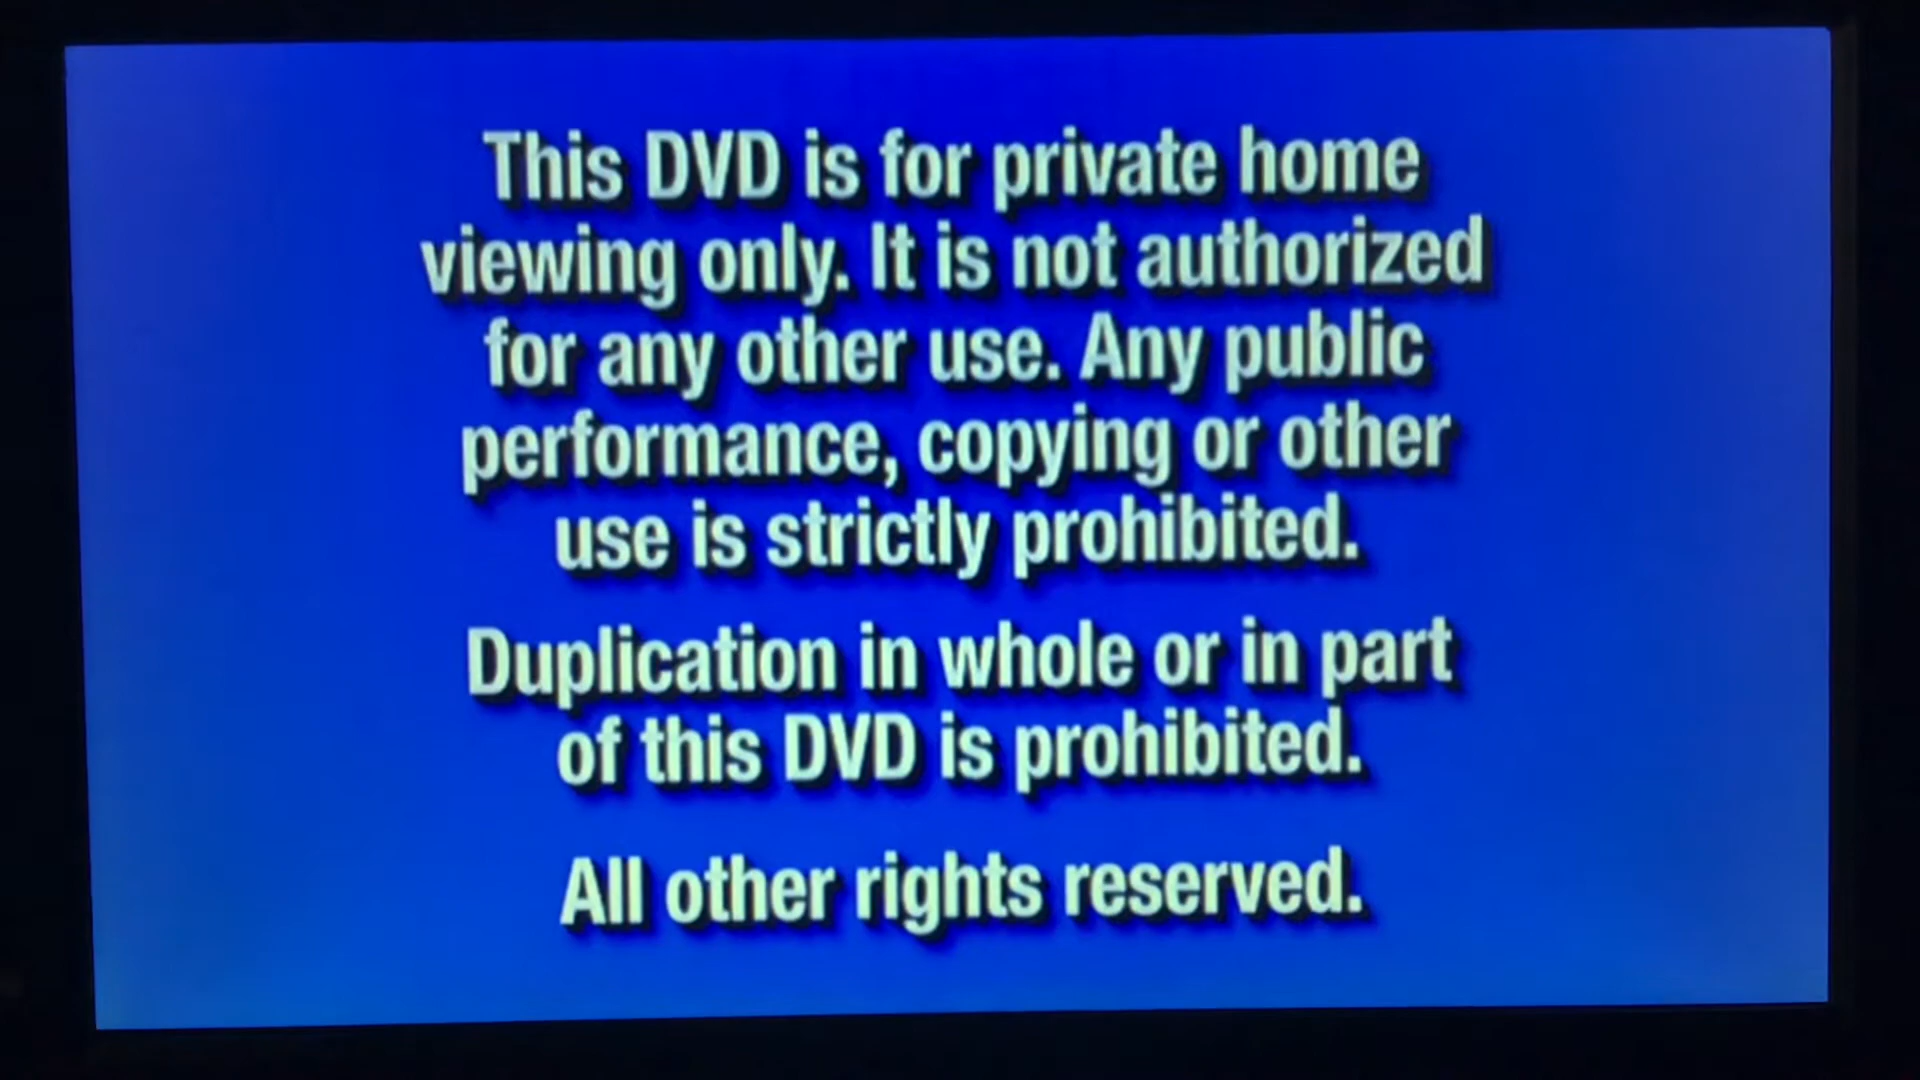 This DVD is for private home
viewing only. It is not authorized
for any other use. Any public
performance, copying or other
use is strictly prohibited.
Duplication in whole or in part
of this DVD is prohibited.
All other rights reserved.